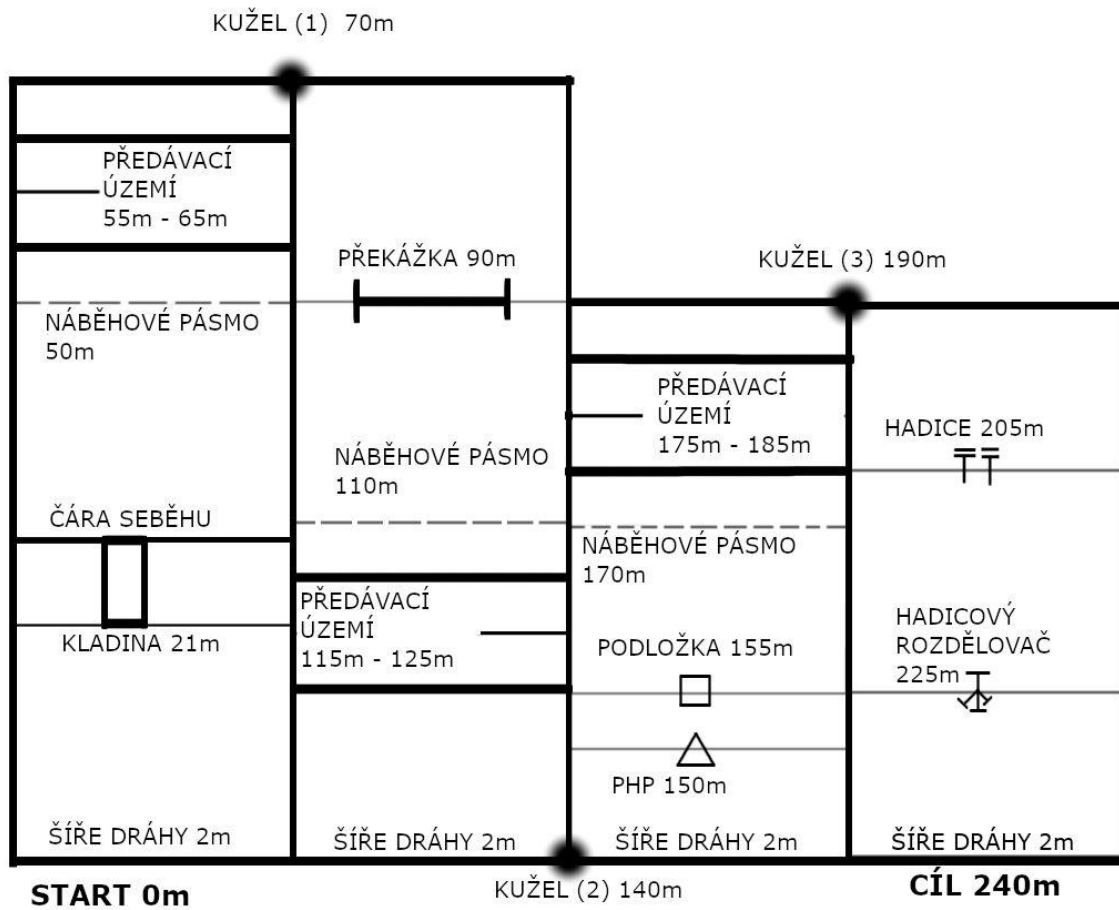 KUŽEL (1)  70m
PŘEDÁVACÍ
ÚZEMÍ
55m - 65m
NÁBĚHOVÉ PÁSMO
50m
ČÁRA SEBĚHU
KLADINA 21m
ŠÍŘE DRÁHY 2m
START 0m
PŘEKÁŽKA 90m
NÁBĚHOVÉ PÁSMO
110m
PŘEDÁVACÍ
ÚZEMÍ
115m - 125m
ŠÍŘE DRÁHY 2m
KUŽEL (2) 140m
KUŽEL (3) 190m
PŘEDÁVACÍ
ÚZEMÍ
175m - 185m
NÁBĚHOVÉ PÁSMO
170m
PODLOŽKA 155m
PHP 150m
ŠÍŘE DRÁHY 2m
HADICE 205m
HADICOVÝ
ROZDĚLOVAČ
225m
ŠÍŘE DRÁHY 2m
CÍL 240m